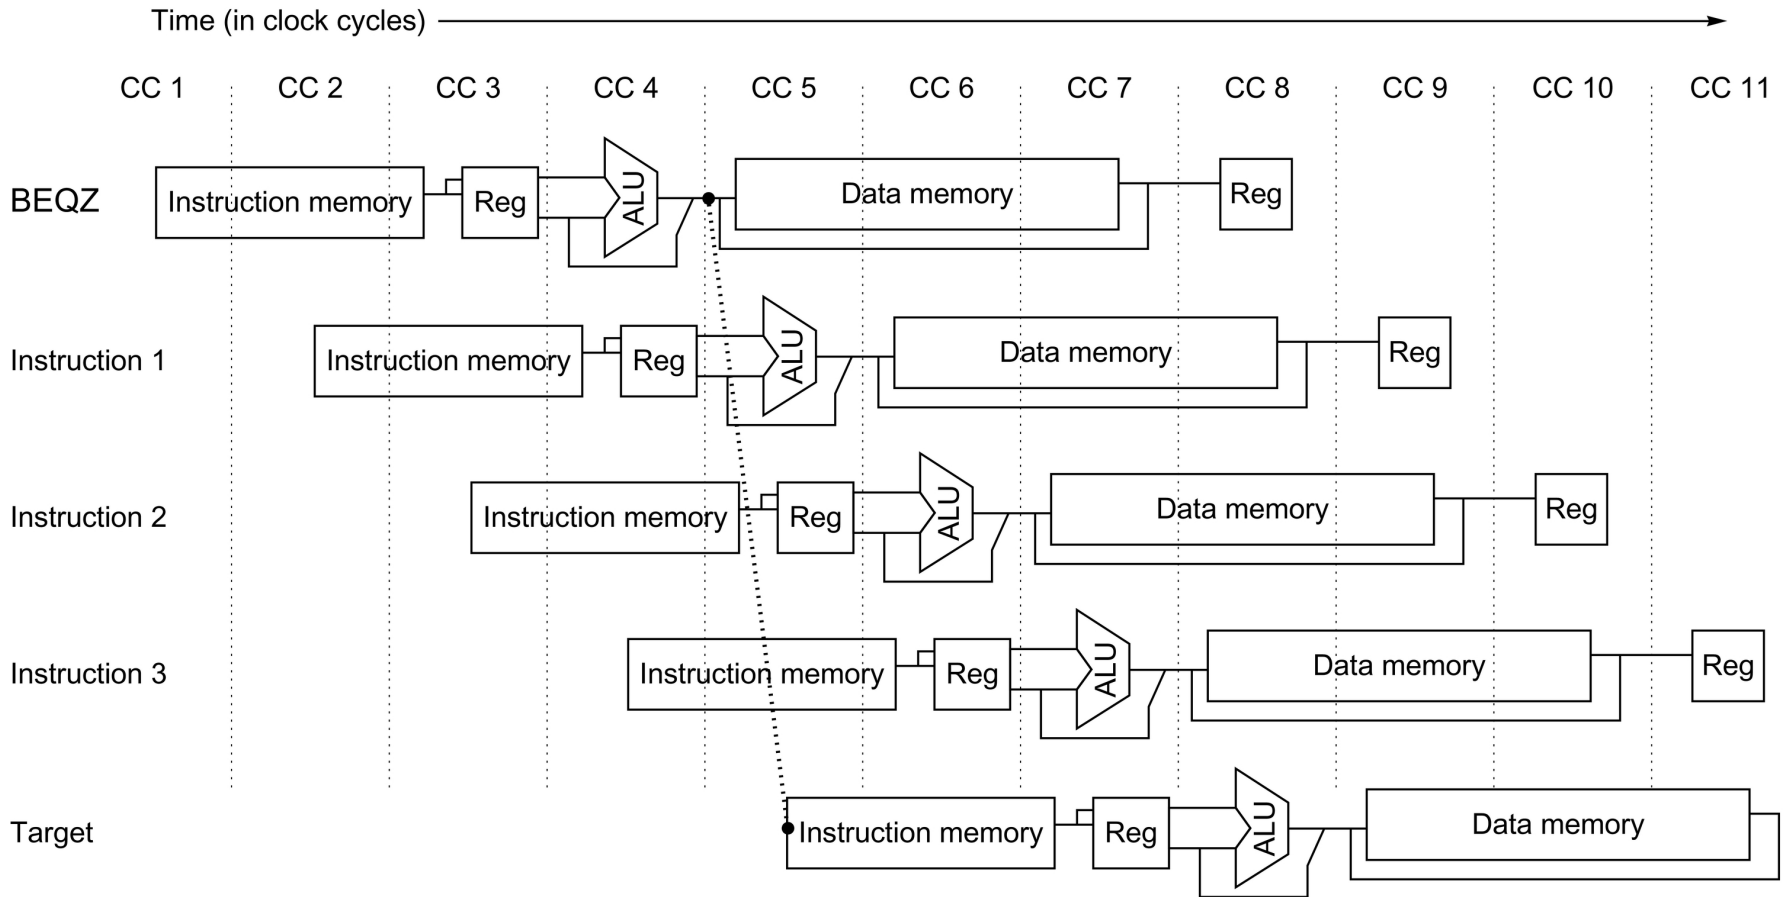 Time (in clock cycles)
CC 1 CC 2 CC 3 CC 4 CC 5 CC 6 CC 7 CC 8 CC 9 CC 10 CC 11
BEQZ Instruction memory Reg ALU Data memory Reg
Instruction 1 Instruction memory Reg ALU Data memory Reg
Instruction 2 Instruction memory Reg ALU Data memory Reg
Instruction 3 Instruction memory Reg ALU Data memory Reg
Target Instruction memory Reg ALU Data memory